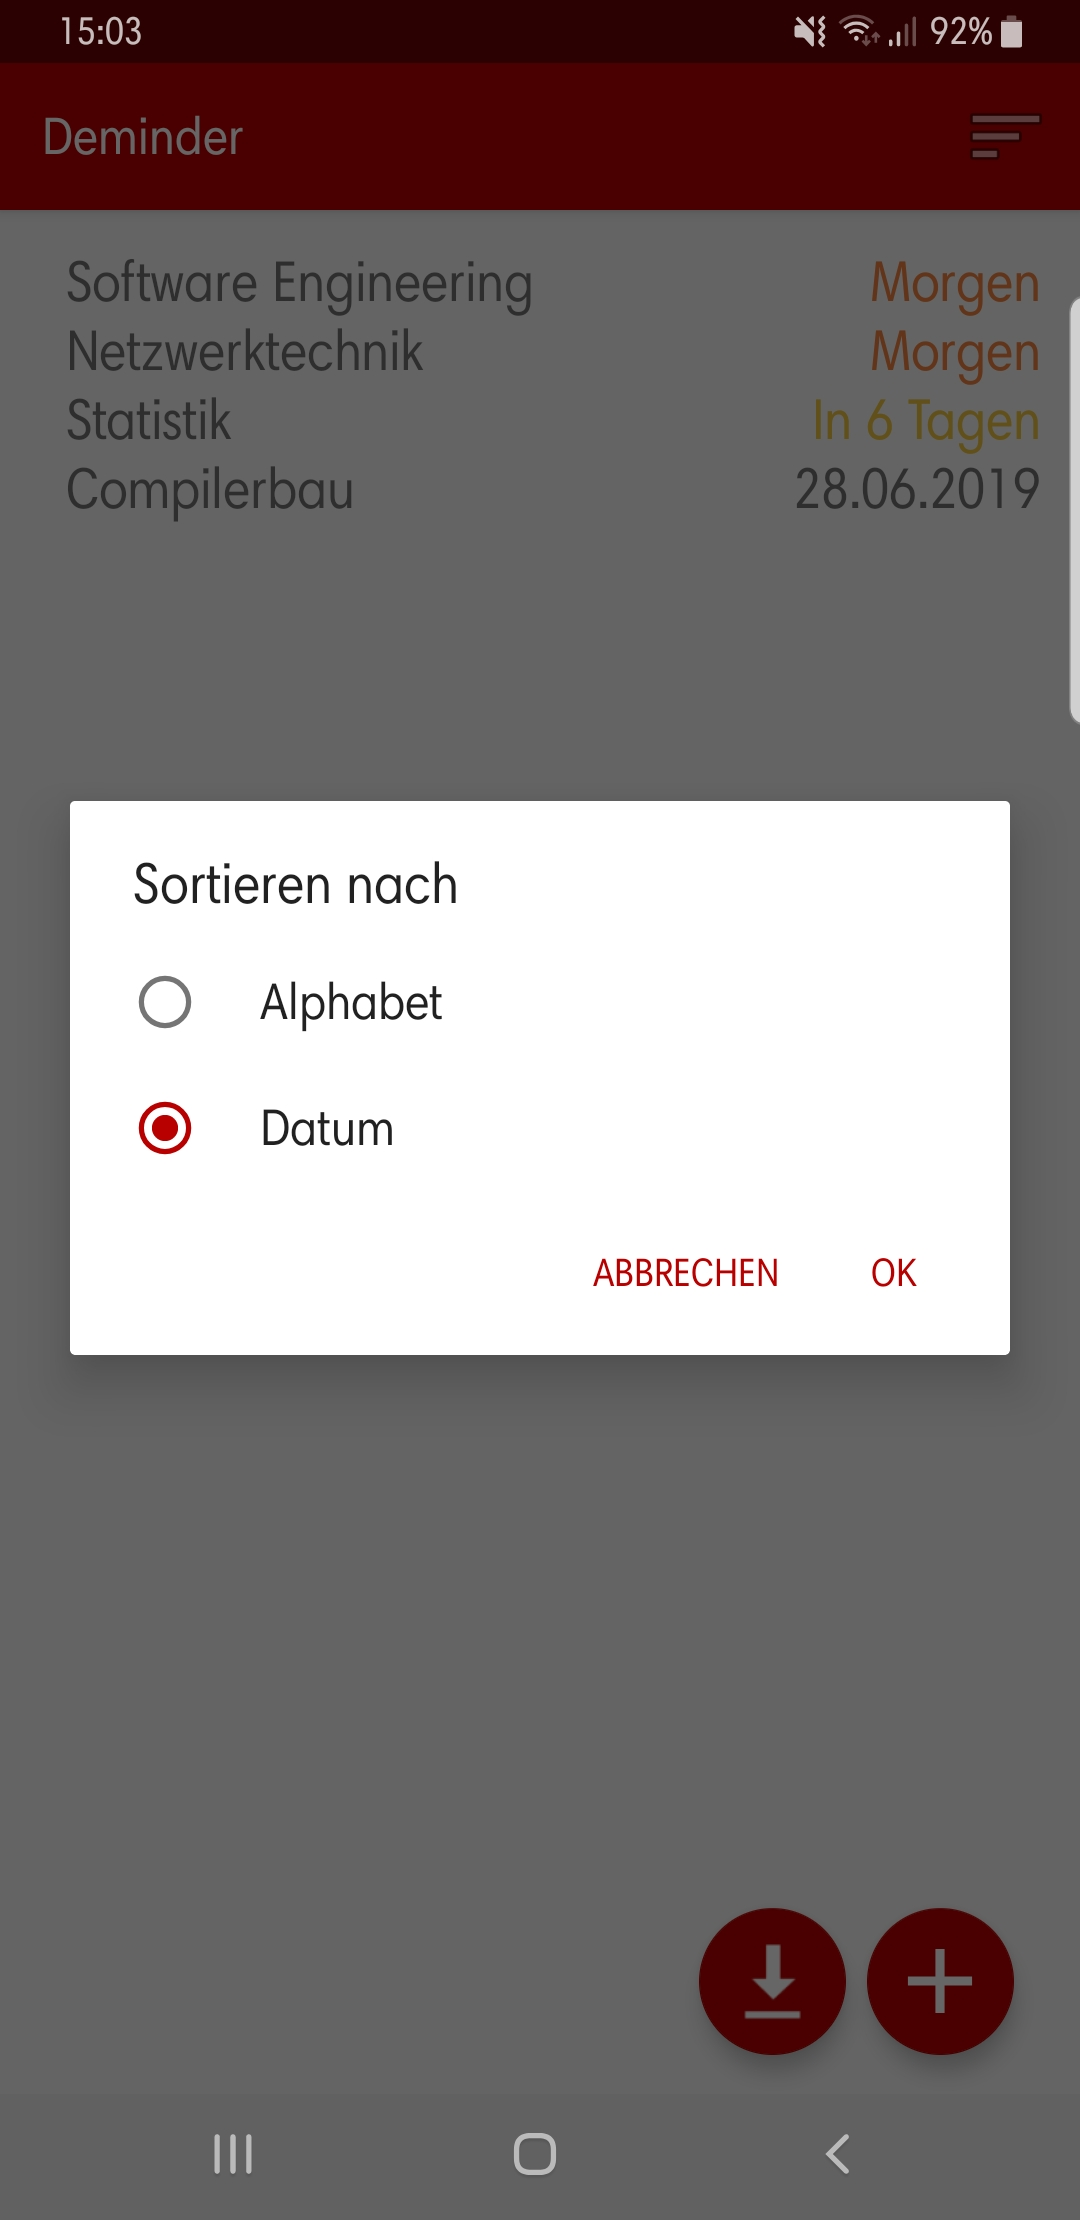 15:03 92%
Deminder
Software Engineering Morgen
Netzwerktechnik Morgen
Statistik In 6 Tagen
Compilerbau 28.06.2019
Sortieren nach
Alphabet
Datum
ABBRECHEN OK